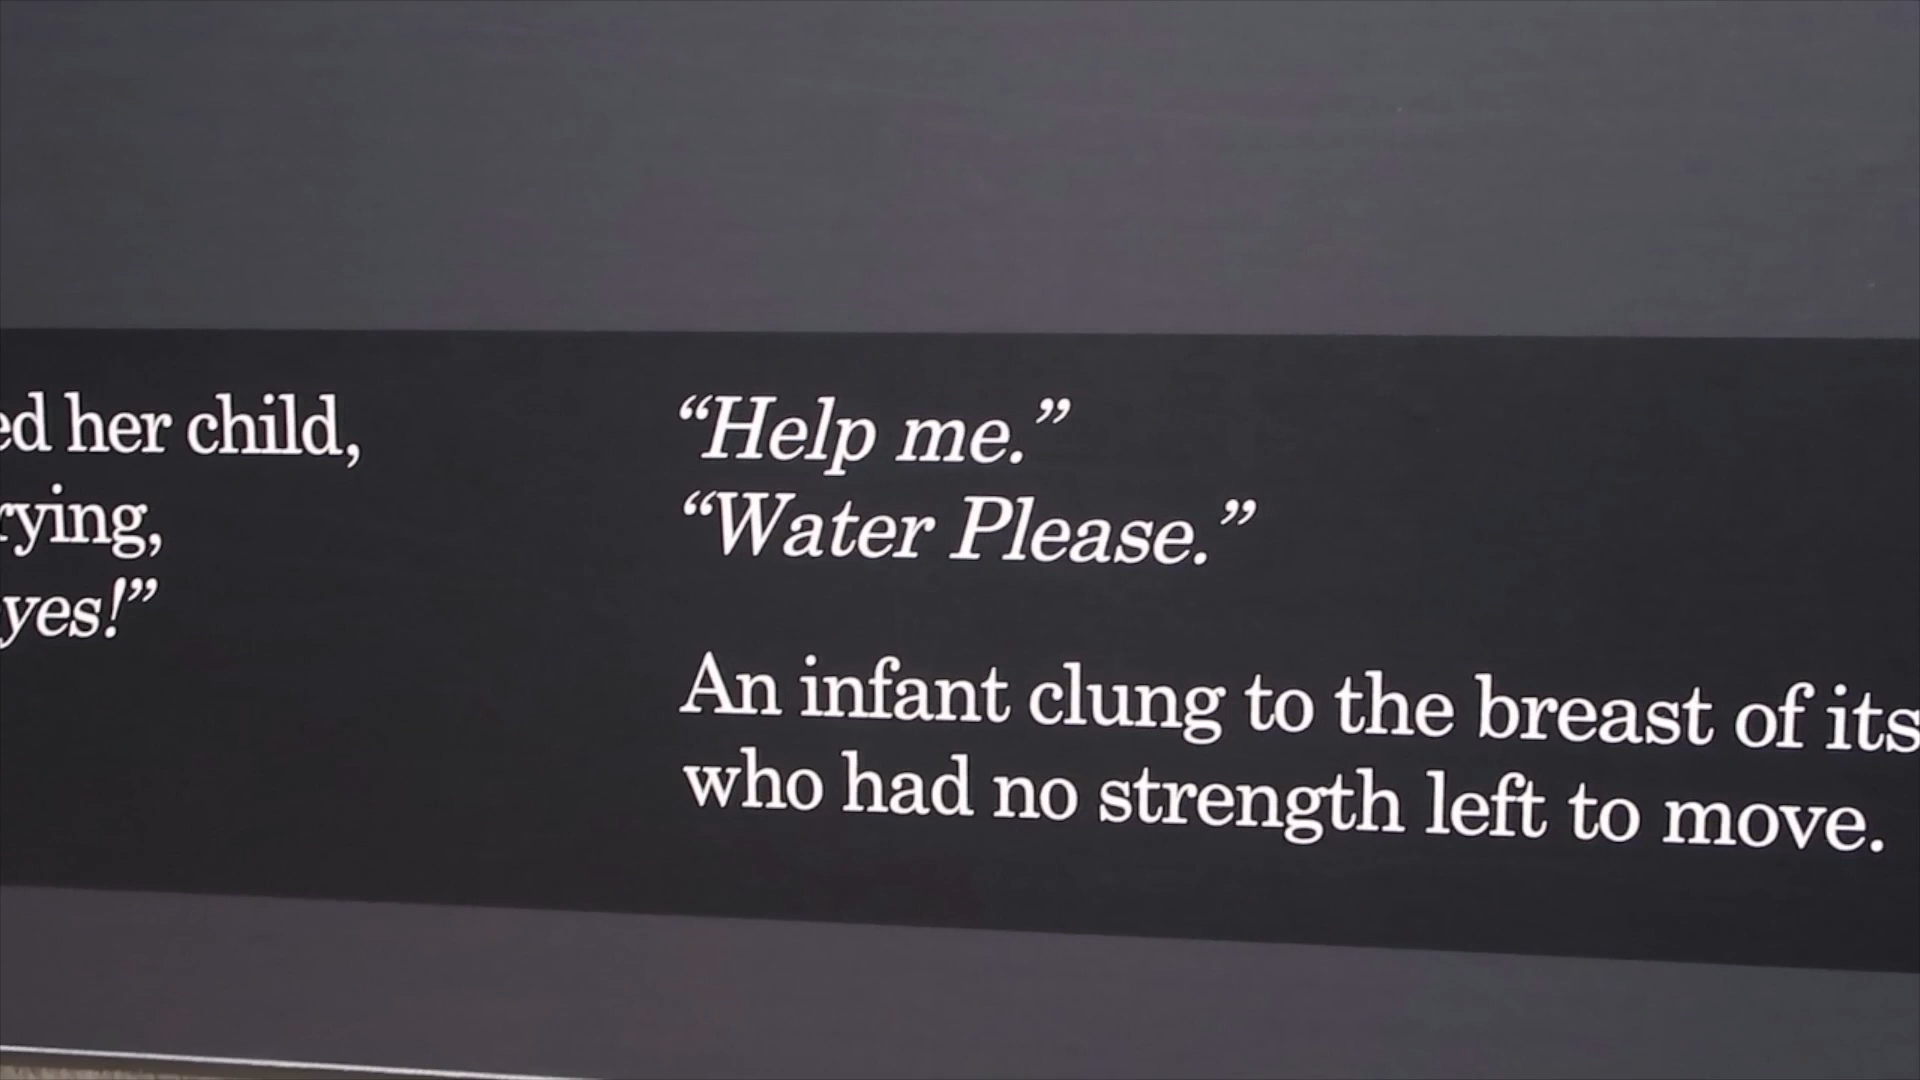 ed her child,
rying,
yes!”
“Help me.”
“Water Please.”
An infant clung to the breast of its
who had no strength left to move.